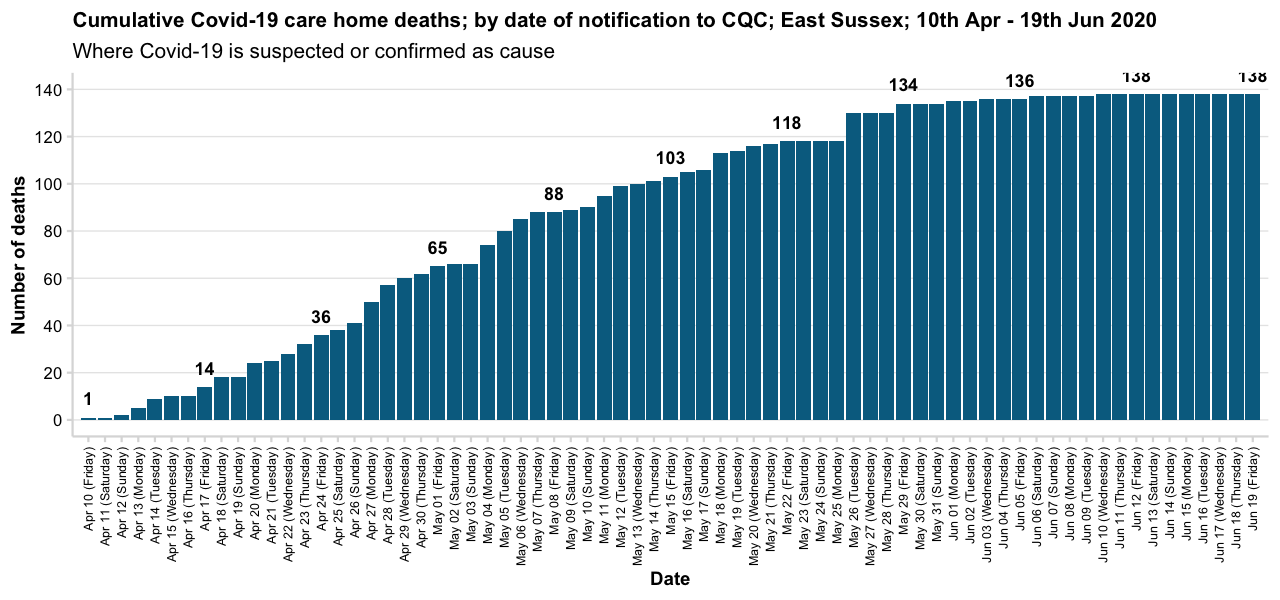 Cumulative Covid-19 care home deaths; by date of notification to CQC; East Sussex; 10th Apr - 19th Jun 2020
Where Covid-19 is suspected or confirmed as cause
Number of deaths
140
120
100
80
60
40
20
0
1
14
36
65
88
103
118
134
136
138
138
Apr 10 (Friday)
Apr 11 (Saturday)
Apr 12 (Sunday)
Apr 13 (Monday)
Apr 14 (Tuesday)
Apr 15 (Wednesday)
Apr 16 (Thursday)
Apr 17 (Friday)
Apr 18 (Saturday)
Apr 19 (Sunday)
Apr 20 (Monday)
Apr 21 (Tuesday)
Apr 22 (Wednesday)
Apr 23 (Thursday)
Apr 24 (Friday)
Apr 25 (Saturday)
Apr 26 (Sunday)
Apr 27 (Monday)
Apr 28 (Tuesday)
Apr 29 (Wednesday)
Apr 30 (Thursday)
May 01 (Friday)
May 02 (Saturday)
May 03 (Sunday)
May 04 (Monday)
May 05 (Tuesday)
May 06 (Wednesday)
May 07 (Thursday)
May 08 (Friday)
May 09 (Saturday)
May 10 (Sunday)
May 11 (Monday)
May 12 (Tuesday)
May 13 (Wednesday)
May 14 (Thursday)
May 15 (Friday)
May 16 (Saturday)
May 17 (Sunday)
May 18 (Monday)
May 19 (Tuesday)
May 20 (Wednesday)
May 21 (Thursday)
May 22 (Friday)
May 23 (Saturday)
May 24 (Sunday)
May 25 (Monday)
May 26 (Tuesday)
May 27 (Wednesday)
May 28 (Thursday)
May 29 (Friday)
May 30 (Saturday)
May 31 (Sunday)
Jun 01 (Monday)
Jun 02 (Tuesday)
Jun 03 (Wednesday)
Jun 04 (Thursday)
Jun 05 (Friday)
Jun 06 (Saturday)
Jun 07 (Sunday)
Jun 08 (Monday)
Jun 09 (Tuesday)
Jun 10 (Wednesday)
Jun 11 (Thursday)
Jun 12 (Friday)
Jun 13 (Saturday)
Jun 14 (Sunday)
Jun 15 (Monday)
Jun 16 (Tuesday)
Jun 17 (Wednesday)
Jun 18 (Thursday)
Jun 19 (Friday)
Date